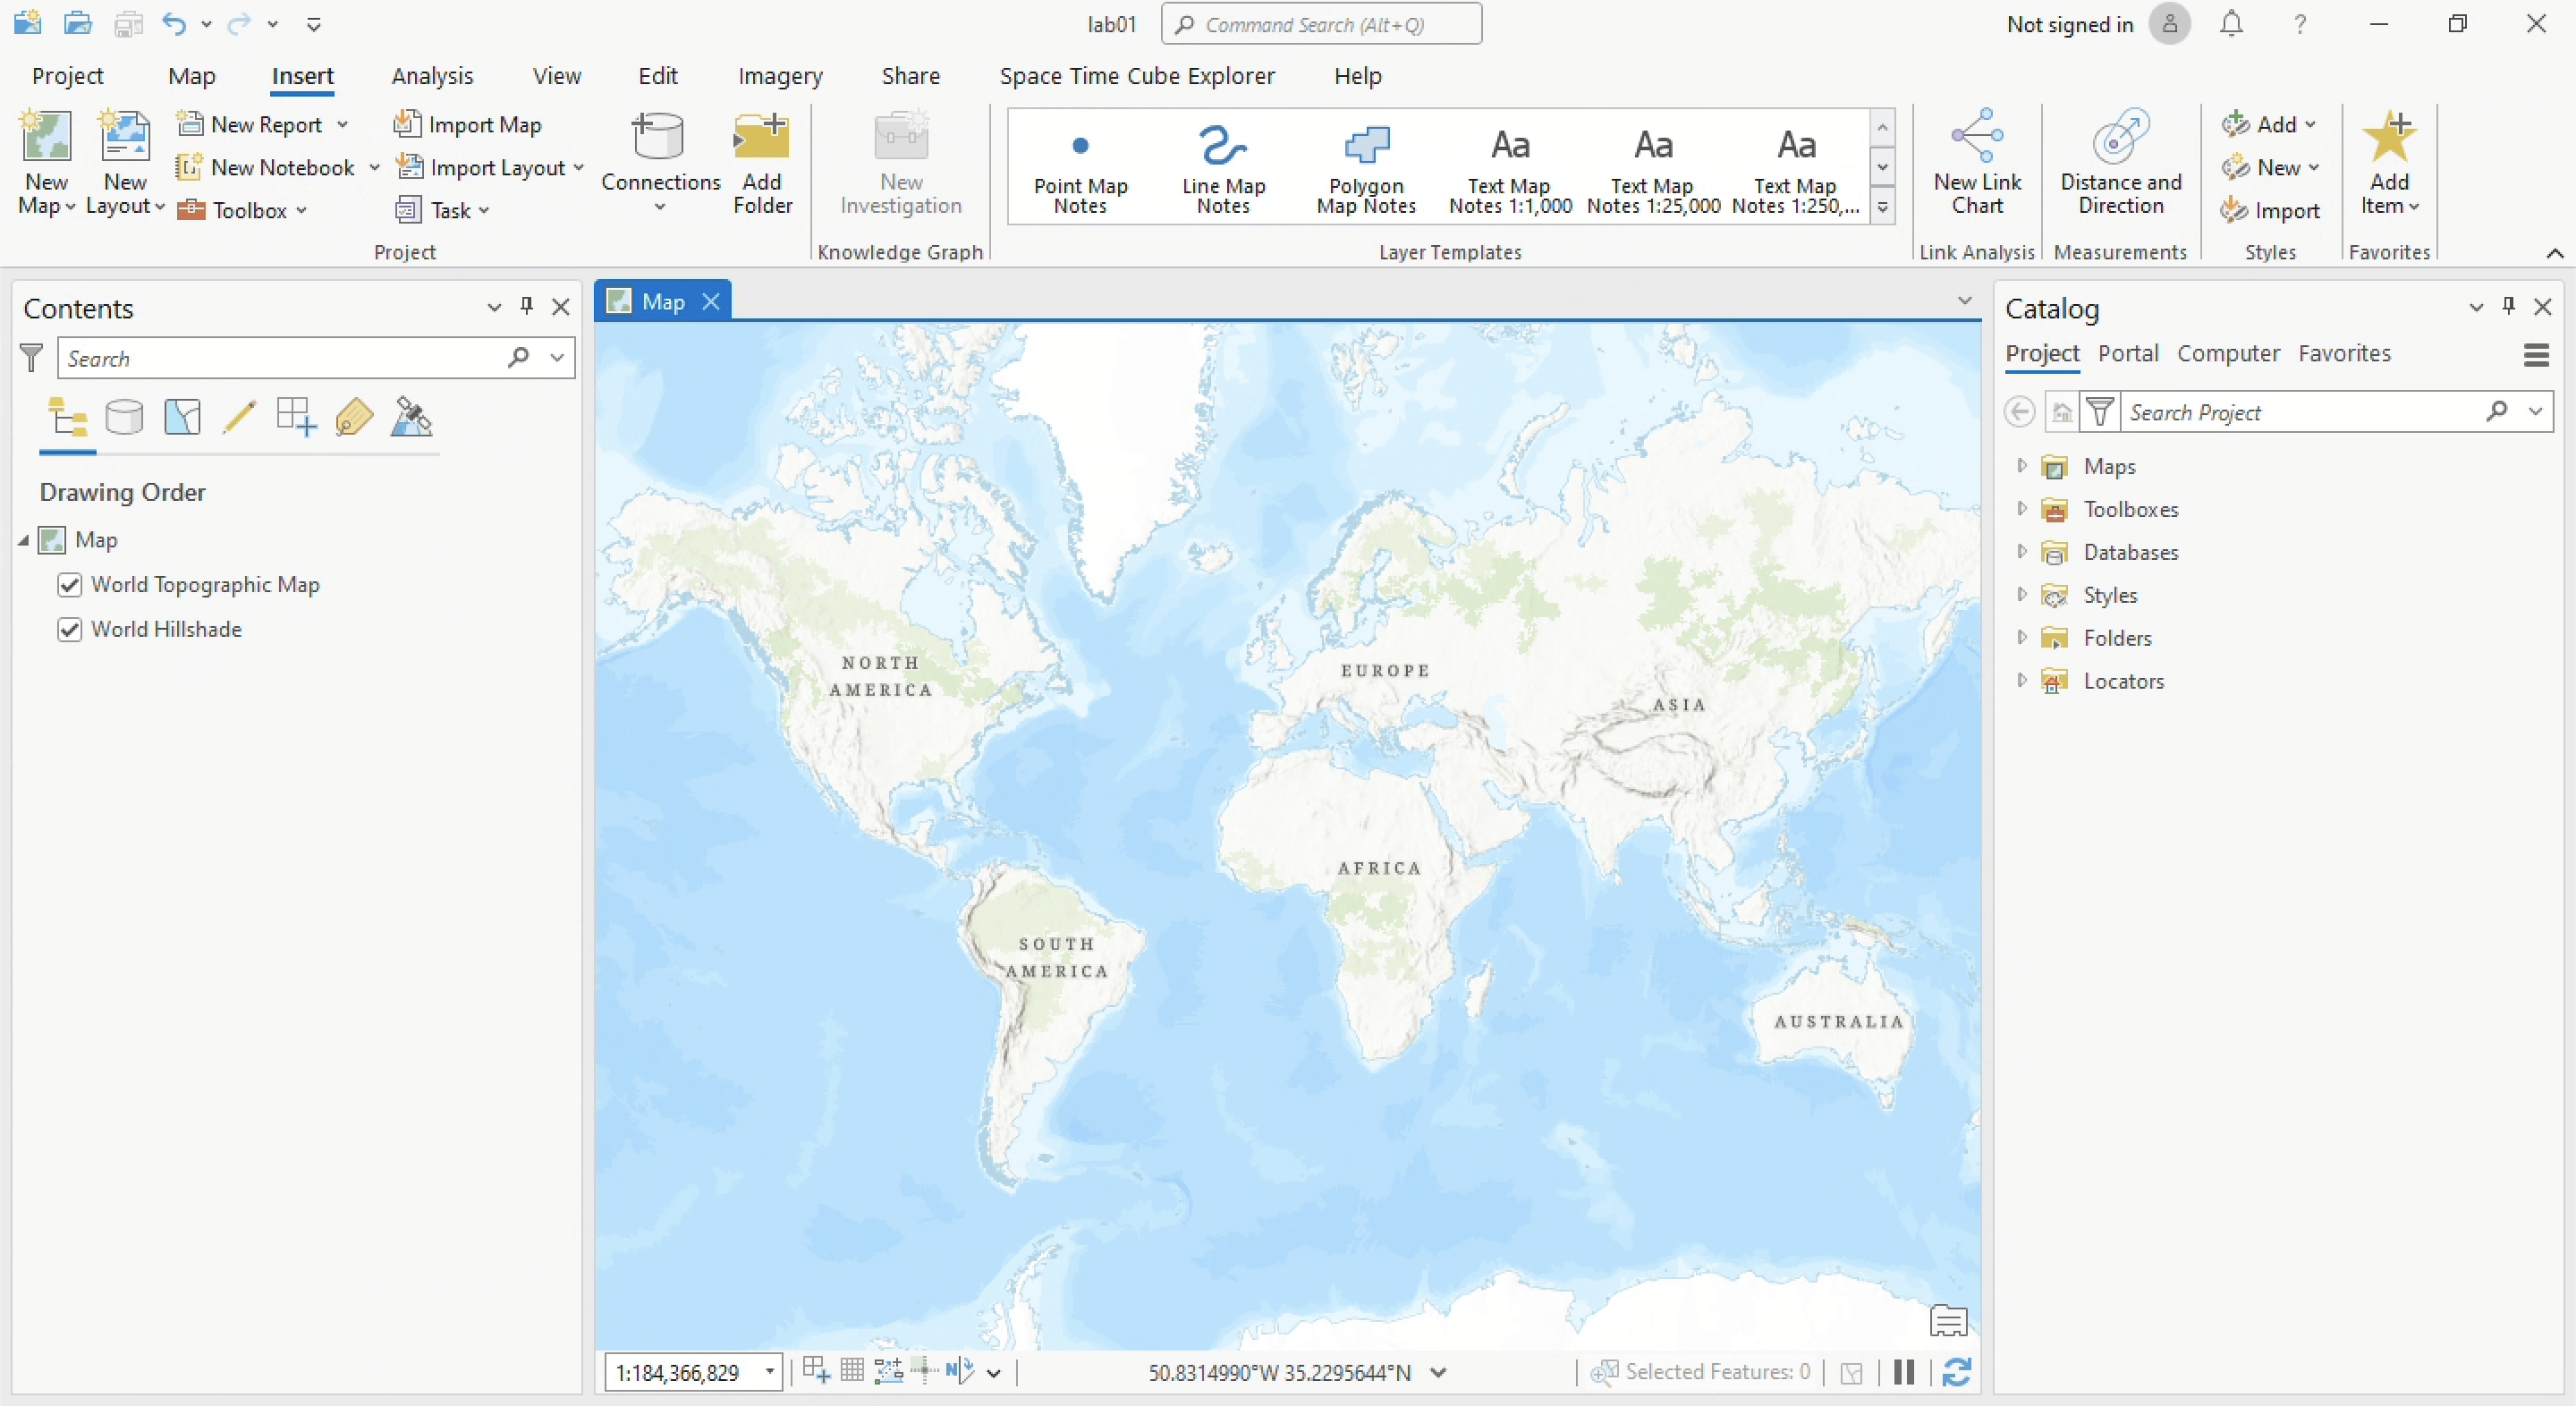 lab01
Command Search (Alt+Q)
Not signed in
?
Project
Map
Insert
Analysis
View
Edit
Imagery
Share
Space Time Cube Explorer
Help
New Map
New Layout
New Report
New Notebook
Toolbox
Import Map
Import Layout
Task
Connections
Add Folder
Project
New Investigation
Knowledge Graph
Point Map Notes
Line Map Notes
Polygon Map Notes
Aa
Text Map Notes 1:1,000
Aa
Text Map Notes 1:25,000
Aa
Text Map Notes 1:250,...
Layer Templates
New Link Chart
Link Analysis
Distance and Direction
Measurements
Add
New
Import
Styles
Add Item
Favorites
Contents
Search
Drawing Order
Map
World Topographic Map
World Hillshade
Map
NORTH
AMERICA
EUROPE
ASIA
AFRICA
SOUTH
AMERICA
AUSTRALIA
1:184,366,829
N
50.8314990°W 35.2295644°N
Selected Features: 0
Catalog
Project
Portal
Computer
Favorites
Search Project
Maps
Toolboxes
Databases
Styles
Folders
Locators